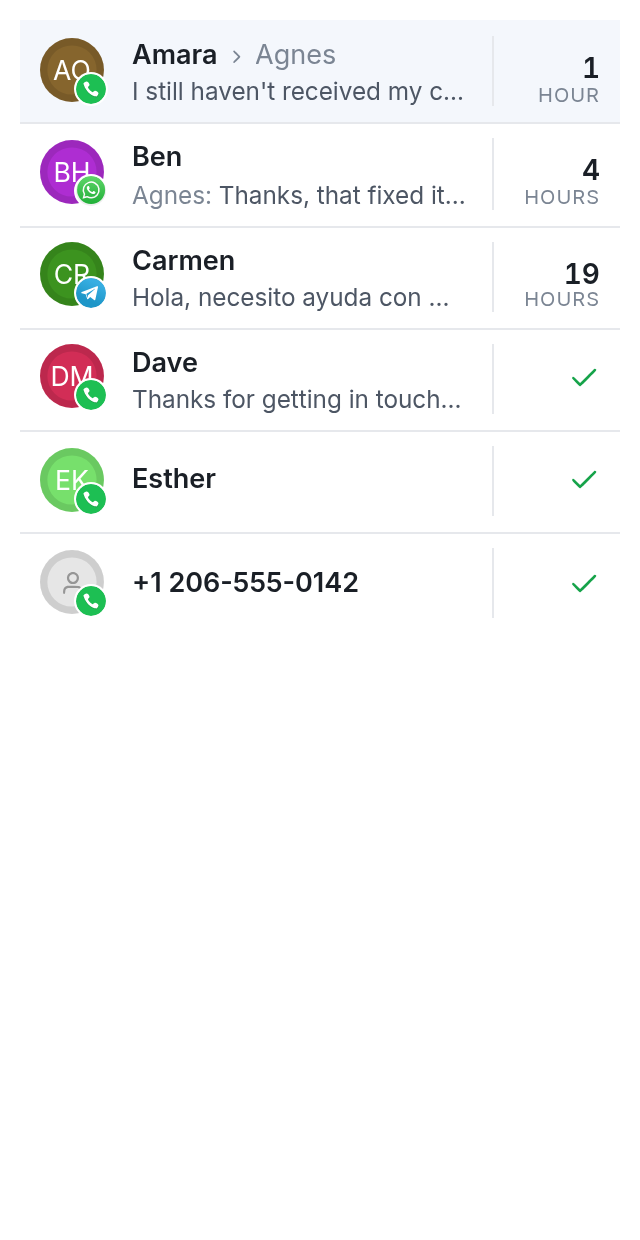 AO
Amara › Agnes
I still haven't received my c...
1
HOUR
BH
Ben
Agnes: Thanks, that fixed it...
4
HOURS
CR
Carmen
Hola, necesito ayuda con ...
19
HOURS
DM
Dave
Thanks for getting in touch...
EK
Esther
+1 206-555-0142